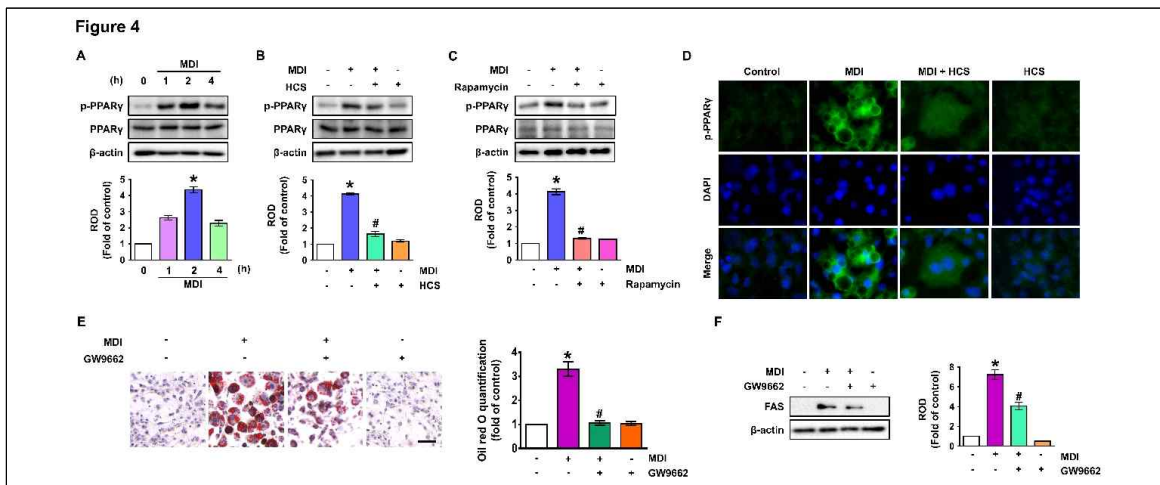 Figure 4
A
MDI
(h) 0 1 2 4
p-PPARγ
PPARγ
β-actin
ROD
(Fold of control)
5
4
3
2
1
0
*
0 1 2 4 (h)
MDI
B
MDI - + + -
HCS - - + +
p-PPARγ
PPARγ
β-actin
ROD
(Fold of control)
5
4
3
2
1
0
*
#
- + + - MDI
- - + + HCS
C
MDI - + + -
Rapamycin - - + +
p-PPARγ
PPARγ
β-actin
ROD
(Fold of control)
5
4
3
2
1
0
*
#
- + + - MDI
- - + + Rapamycin
D
Control MDI MDI + HCS HCS
p-PPARγ
DAPI
Merge
E
MDI - + + -
GW9662 - - + +
Oil red O quantification
(fold of control)
4
3
2
1
0
*
#
- + + - MDI
- - + + GW9662
F
MDI - + + -
GW9662 - - + +
FAS
β-actin
ROD
(Fold of control)
8
6
4
2
0
*
#
- + + - MDI
- - + + GW9662